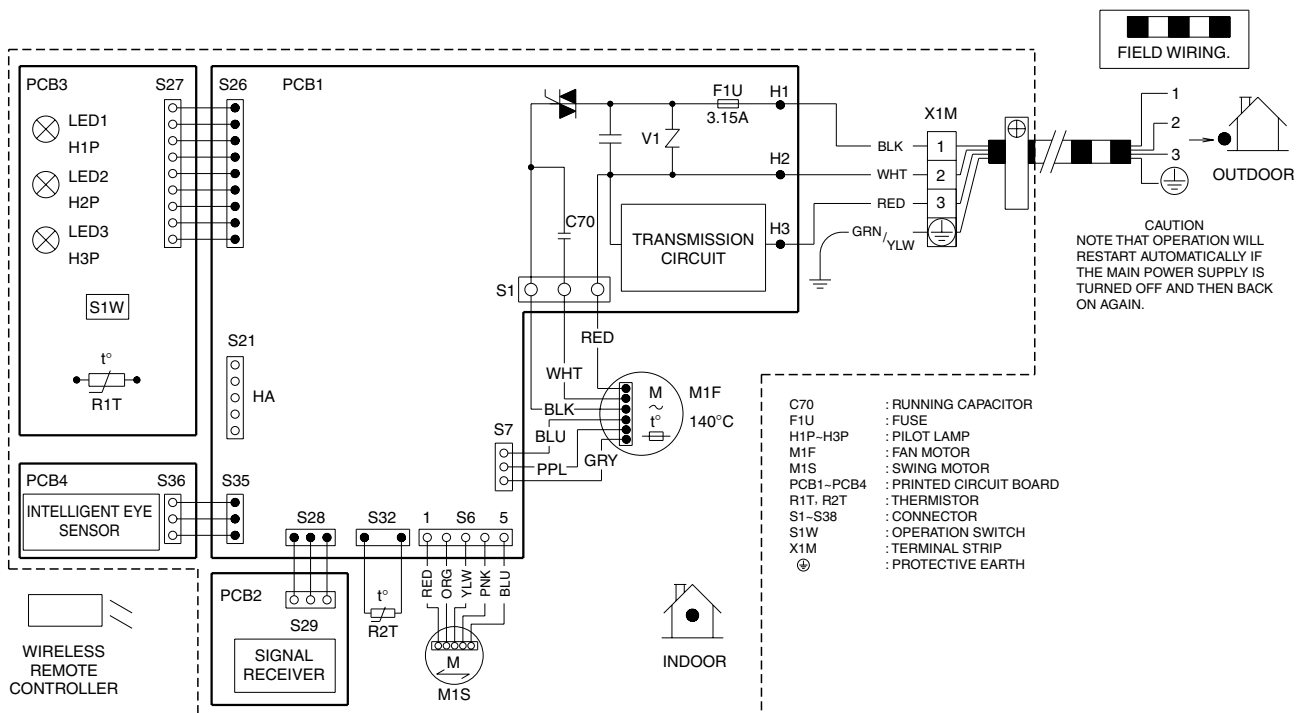 FIELD WIRING.
PCB3
S27
S26
PCB1
LED1
H1P
LED2
H2P
LED3
H3P
S1W
t°
R1T
F1U
3.15A
H1
V1
H2
C70
TRANSMISSION
CIRCUIT
H3
S1
X1M
BLK
1
WHT
2
RED
3
GRN/YLW
1
2
3
OUTDOOR
CAUTION
NOTE THAT OPERATION WILL
RESTART AUTOMATICALLY IF
THE MAIN POWER SUPPLY IS
TURNED OFF AND THEN BACK
ON AGAIN.
S21
HA
RED
WHT
BLK
BLU
PPL
GRY
S7
M
~
t°
M1F
140°C
PCB4
S36
S35
INTELLIGENT EYE
SENSOR
S28
S32
1
S6
5
RED
ORG
YLW
PNK
BLU
PCB2
S29
SIGNAL
RECEIVER
t°
R2T
M
M1S
WIRELESS
REMOTE
CONTROLLER
INDOOR
C70 : RUNNING CAPACITOR
F1U : FUSE
H1P~H3P : PILOT LAMP
M1F : FAN MOTOR
M1S : SWING MOTOR
PCB1~PCB4 : PRINTED CIRCUIT BOARD
R1T, R2T : THERMISTOR
S1~S38 : CONNECTOR
S1W : OPERATION SWITCH
X1M : TERMINAL STRIP
: PROTECTIVE EARTH